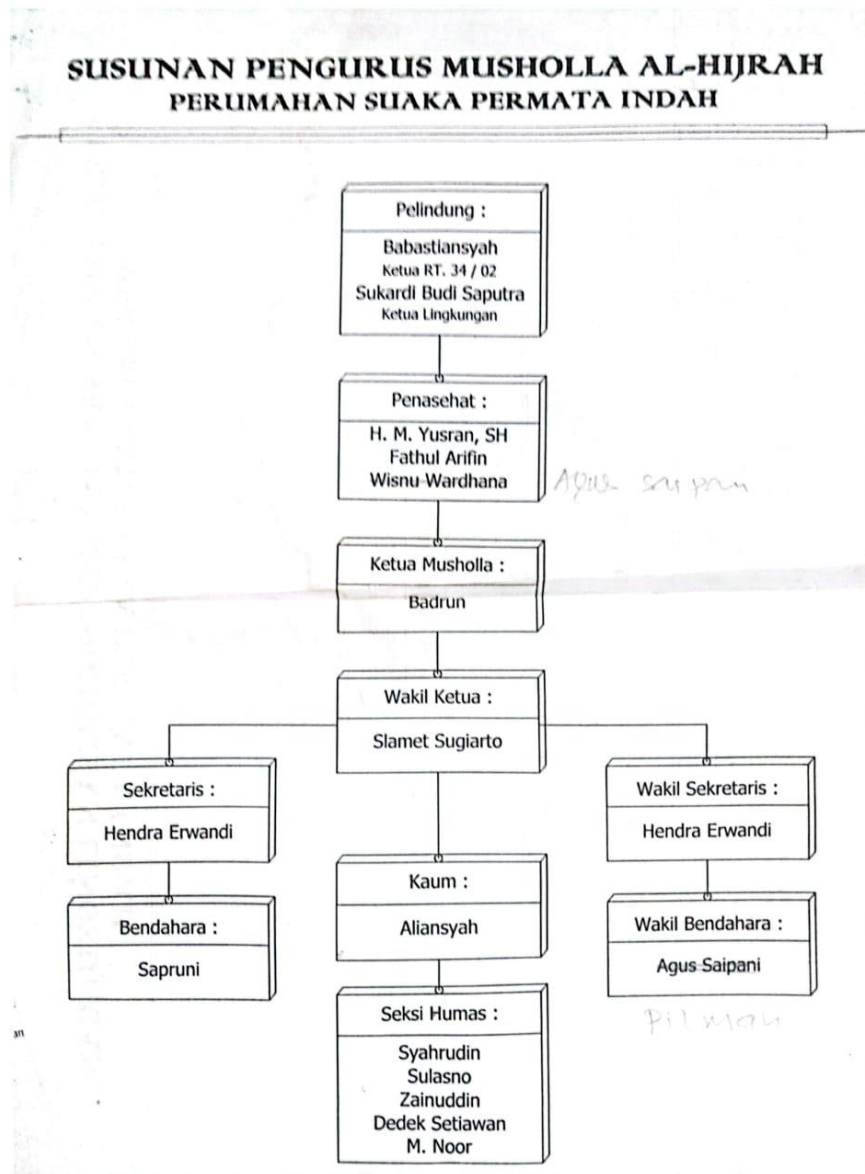 SUSUNAN PENGURUS MUSHOLLA AL-HIJRAH
PERUMAHAN SUAKA PERMATA INDAH
Pelindung :
Babastiansyah
Ketua RT. 34 / 02
Sukardi Budi Saputra
Ketua Lingkungan
Penasehat :
H. M. Yusran, SH
Fathul Arifin
Wisnu Wardhana
Ketua Musholla :
Badrun
Wakil Ketua :
Slamet Sugiarto
Sekretaris :
Hendra Erwandi
Bendahara :
Sapruni
Kaum :
Aliansyah
Seksi Humas :
Syahrudin
Sulasno
Zainuddin
Dedek Setiawan
M. Noor
Wakil Sekretaris :
Hendra Erwandi
Wakil Bendahara :
Agus Saipani
Pilman
an